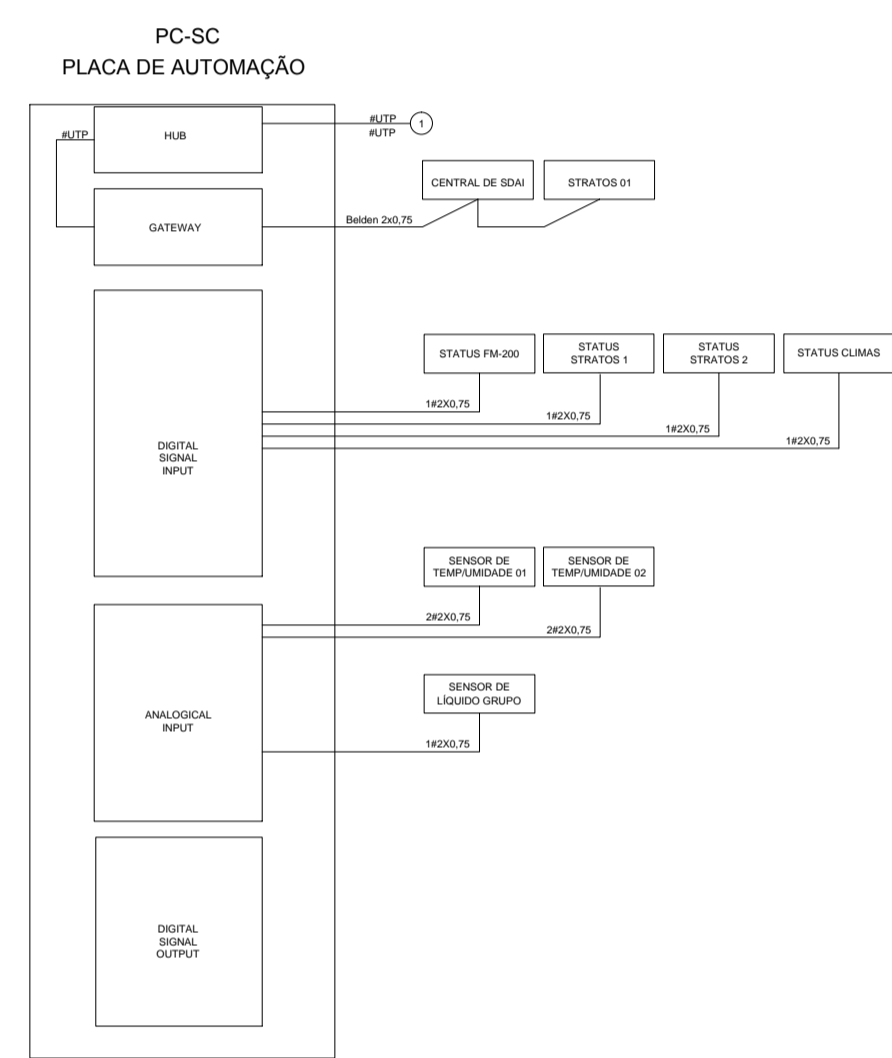 PC-SC
PLACA DE AUTOMAÇÃO
#UTP
HUB
#UTP
#UTP
1
CENTRAL DE SDAI
STRATOS 01
GATEWAY
Belden 2x0,75
STATUS FM-200
STATUS
STRATOS 1
STATUS
STRATOS 2
STATUS CLIMAS
1#2X0,75
1#2X0,75
1#2X0,75
1#2X0,75
DIGITAL
SIGNAL
INPUT
SENSOR DE
TEMP/UMIDADE 01
SENSOR DE
TEMP/UMIDADE 02
2#2X0,75
2#2X0,75
SENSOR DE
LÍQUIDO GRUPO
ANALOGICAL
INPUT
1#2X0,75
DIGITAL
SIGNAL
OUTPUT